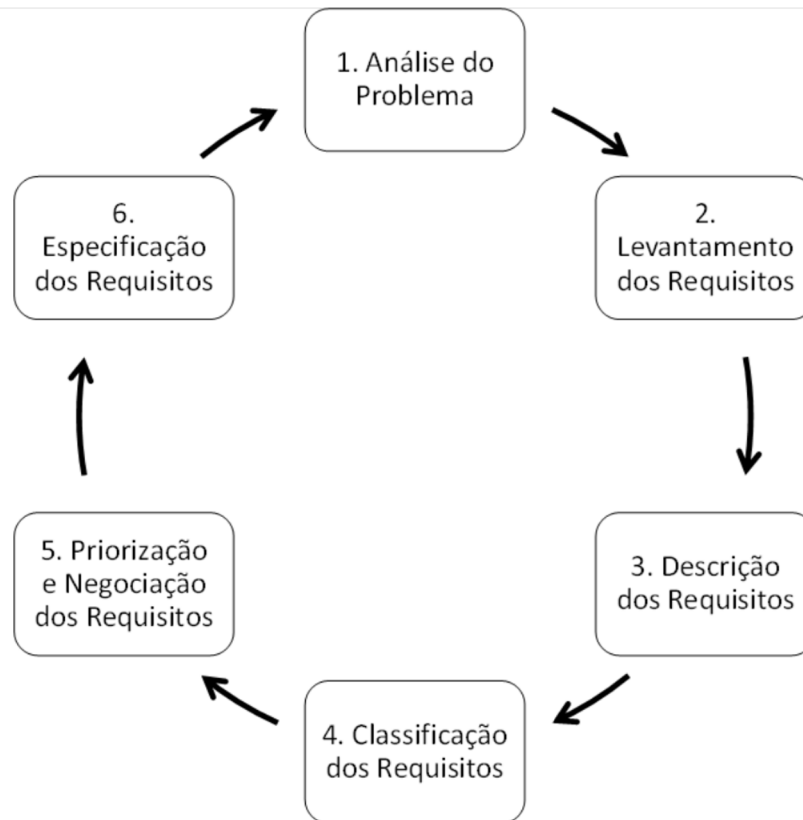 1. Análise do
Problema
2.
Levantamento
dos Requisitos
3. Descrição
dos Requisitos
4. Classificação
dos Requisitos
5. Priorização
e Negociação
dos Requisitos
6.
Especificação
dos Requisitos